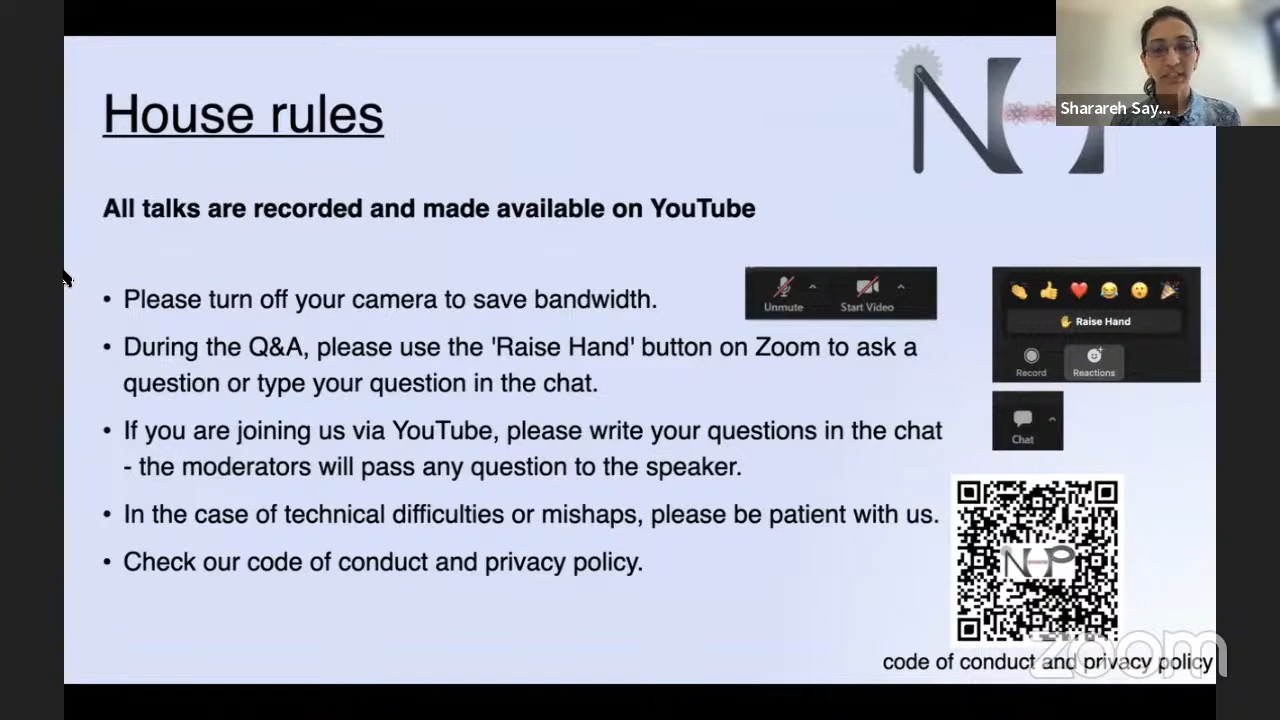 House rules
NHP
Sharareh Say...
All talks are recorded and made available on YouTube
• Please turn off your camera to save bandwidth.
Unmute
Start Video
Raise Hand
Record
Reactions
• During the Q&A, please use the 'Raise Hand' button on Zoom to ask a
question or type your question in the chat.
Chat
• If you are joining us via YouTube, please write your questions in the chat
- the moderators will pass any question to the speaker.
• In the case of technical difficulties or mishaps, please be patient with us.
• Check our code of conduct and privacy policy.
NHP
zoom
code of conduct and privacy policy